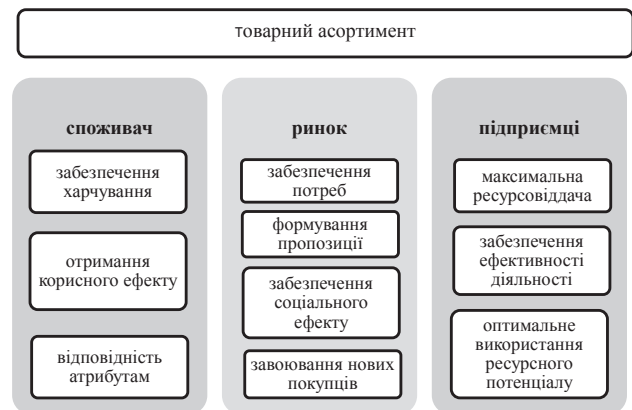 товарний асортимент
споживач
забезпечення
харчування
отримання
корисного ефекту
відповідність
атрибутам
ринок
забезпечення
потреб
формування
пропозиції
забезпечення
соціального
ефекту
завоювання нових
покупців
підприємці
максимальна
ресурсовіддача
забезпечення
ефективності
діяльності
оптимальне
використання
ресурсного
потенціалу